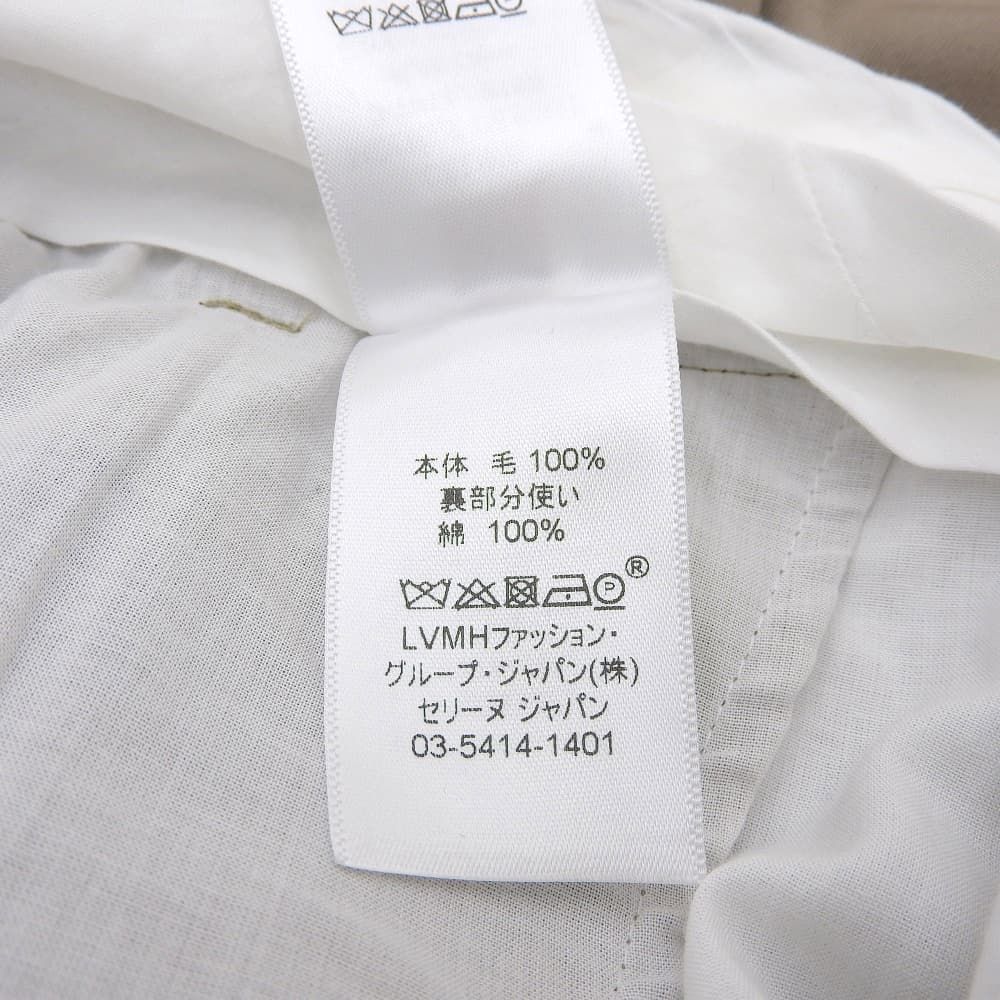 本体 毛 100%
裏部分使い
綿 100%
P ®
LVMHファッション・
グループ・ジャパン(株)
セリーヌ ジャパン
03-5414-1401